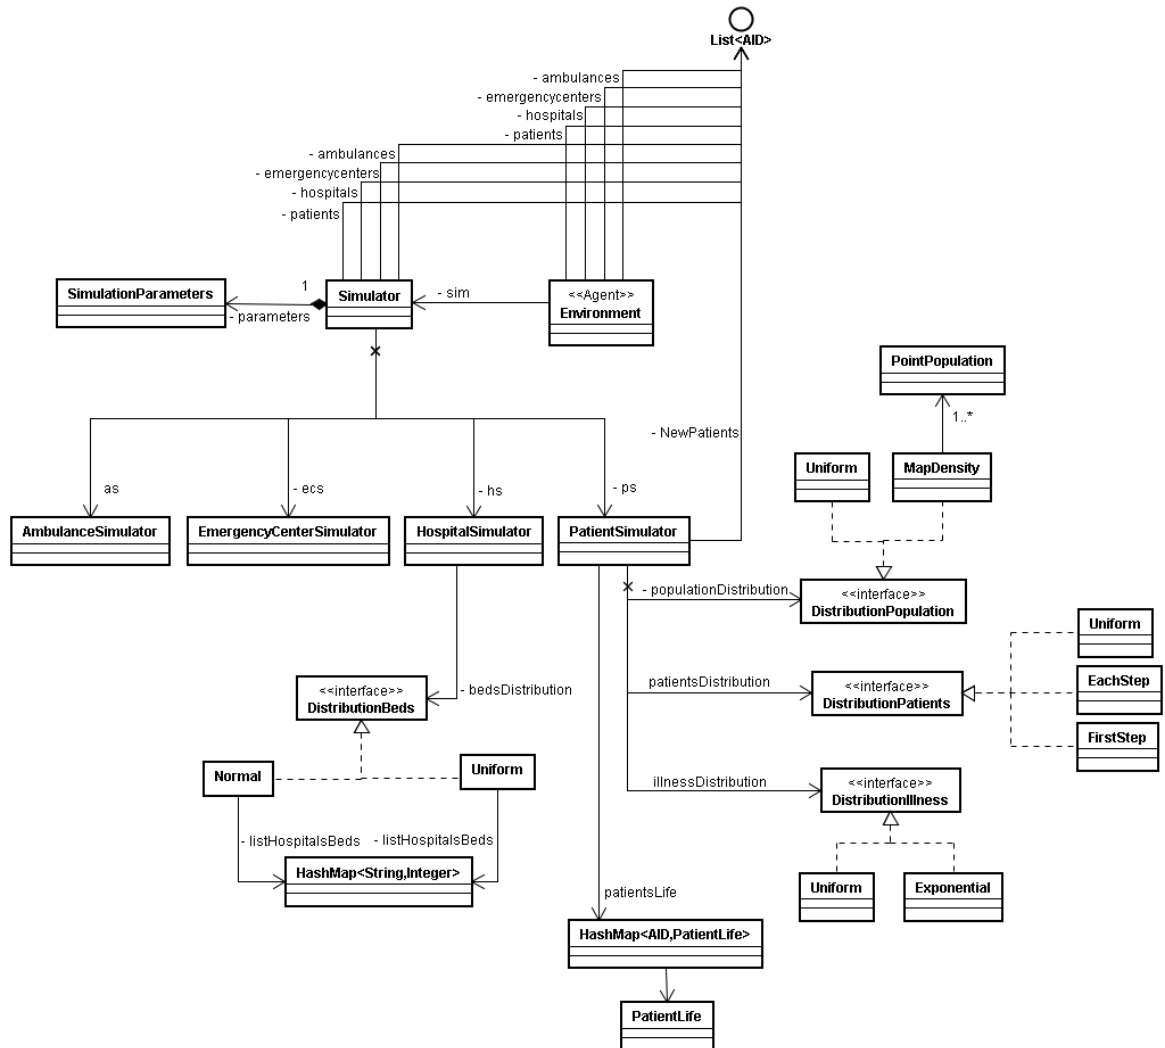 List<AID>
- ambulances
- emergencycenters
- hospitals
- patients
- ambulances
- emergencycenters
- hospitals
- patients
SimulationParameters
1
- parameters
Simulator
- sim
<<Agent>>
Environment
PointPopulation
1..*
- NewPatients
Uniform
MapDensity
as
- ecs
- hs
- ps
AmbulanceSimulator
EmergencyCenterSimulator
HospitalSimulator
PatientSimulator
- populationDistribution
<<interface>>
DistributionPopulation
Uniform
EachStep
FirstStep
patientsDistribution
<<interface>>
DistributionPatients
<<interface>>
DistributionBeds
- bedsDistribution
Normal
Uniform
illnessDistribution
<<interface>>
DistributionIllness
- listHospitalsBeds
- listHospitalsBeds
HashMap<String,Integer>
Uniform
Exponential
patientsLife
HashMap<AID,PatientLife>
PatientLife